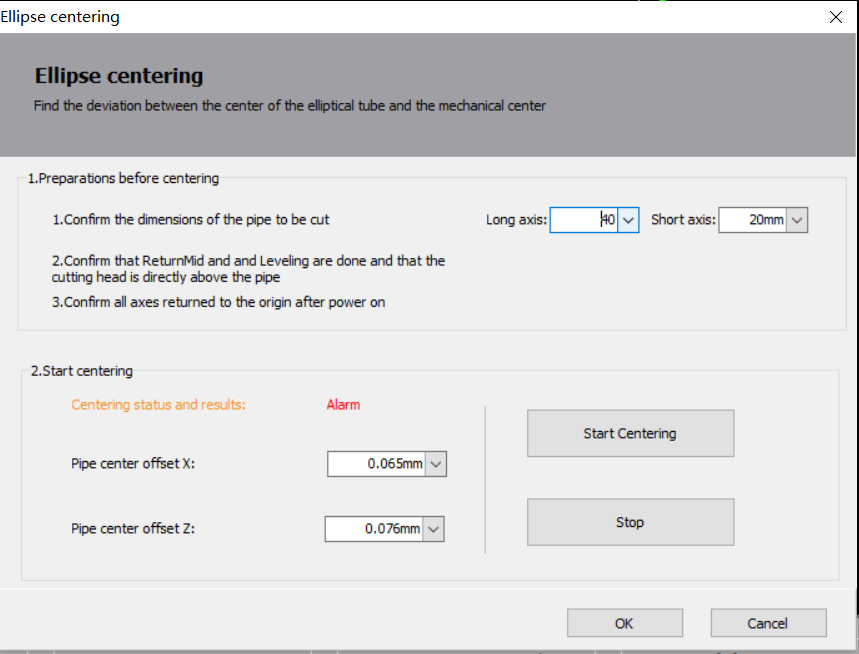 Ellipse centering
Ellipse centering
Find the deviation between the center of the elliptical tube and the mechanical center
1.Preparations before centering
1.Confirm the dimensions of the pipe to be cut
Long axis: 40 Short axis: 20mm
2.Confirm that ReturnMid and and Leveling are done and that the
cutting head is directly above the pipe
3.Confirm all axes returned to the origin after power on
2.Start centering
Centering status and results: Alarm
Start Centering
Pipe center offset X: 0.065mm
Stop
Pipe center offset Z: 0.076mm
OK Cancel